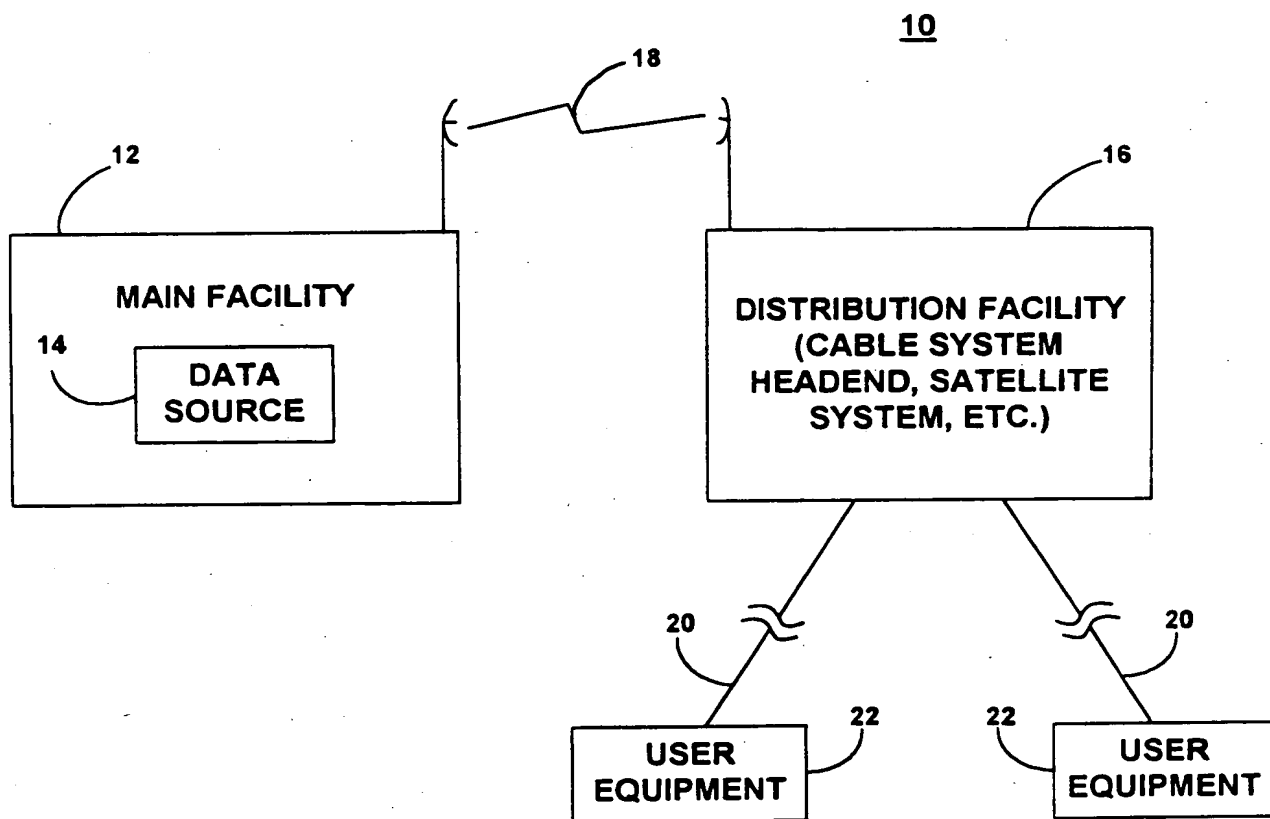 10
18
12
16
MAIN FACILITY
14
DATA
SOURCE
DISTRIBUTION FACILITY
(CABLE SYSTEM
HEADEND, SATELLITE
SYSTEM, ETC.)
20
20
22
22
USER
EQUIPMENT
USER
EQUIPMENT